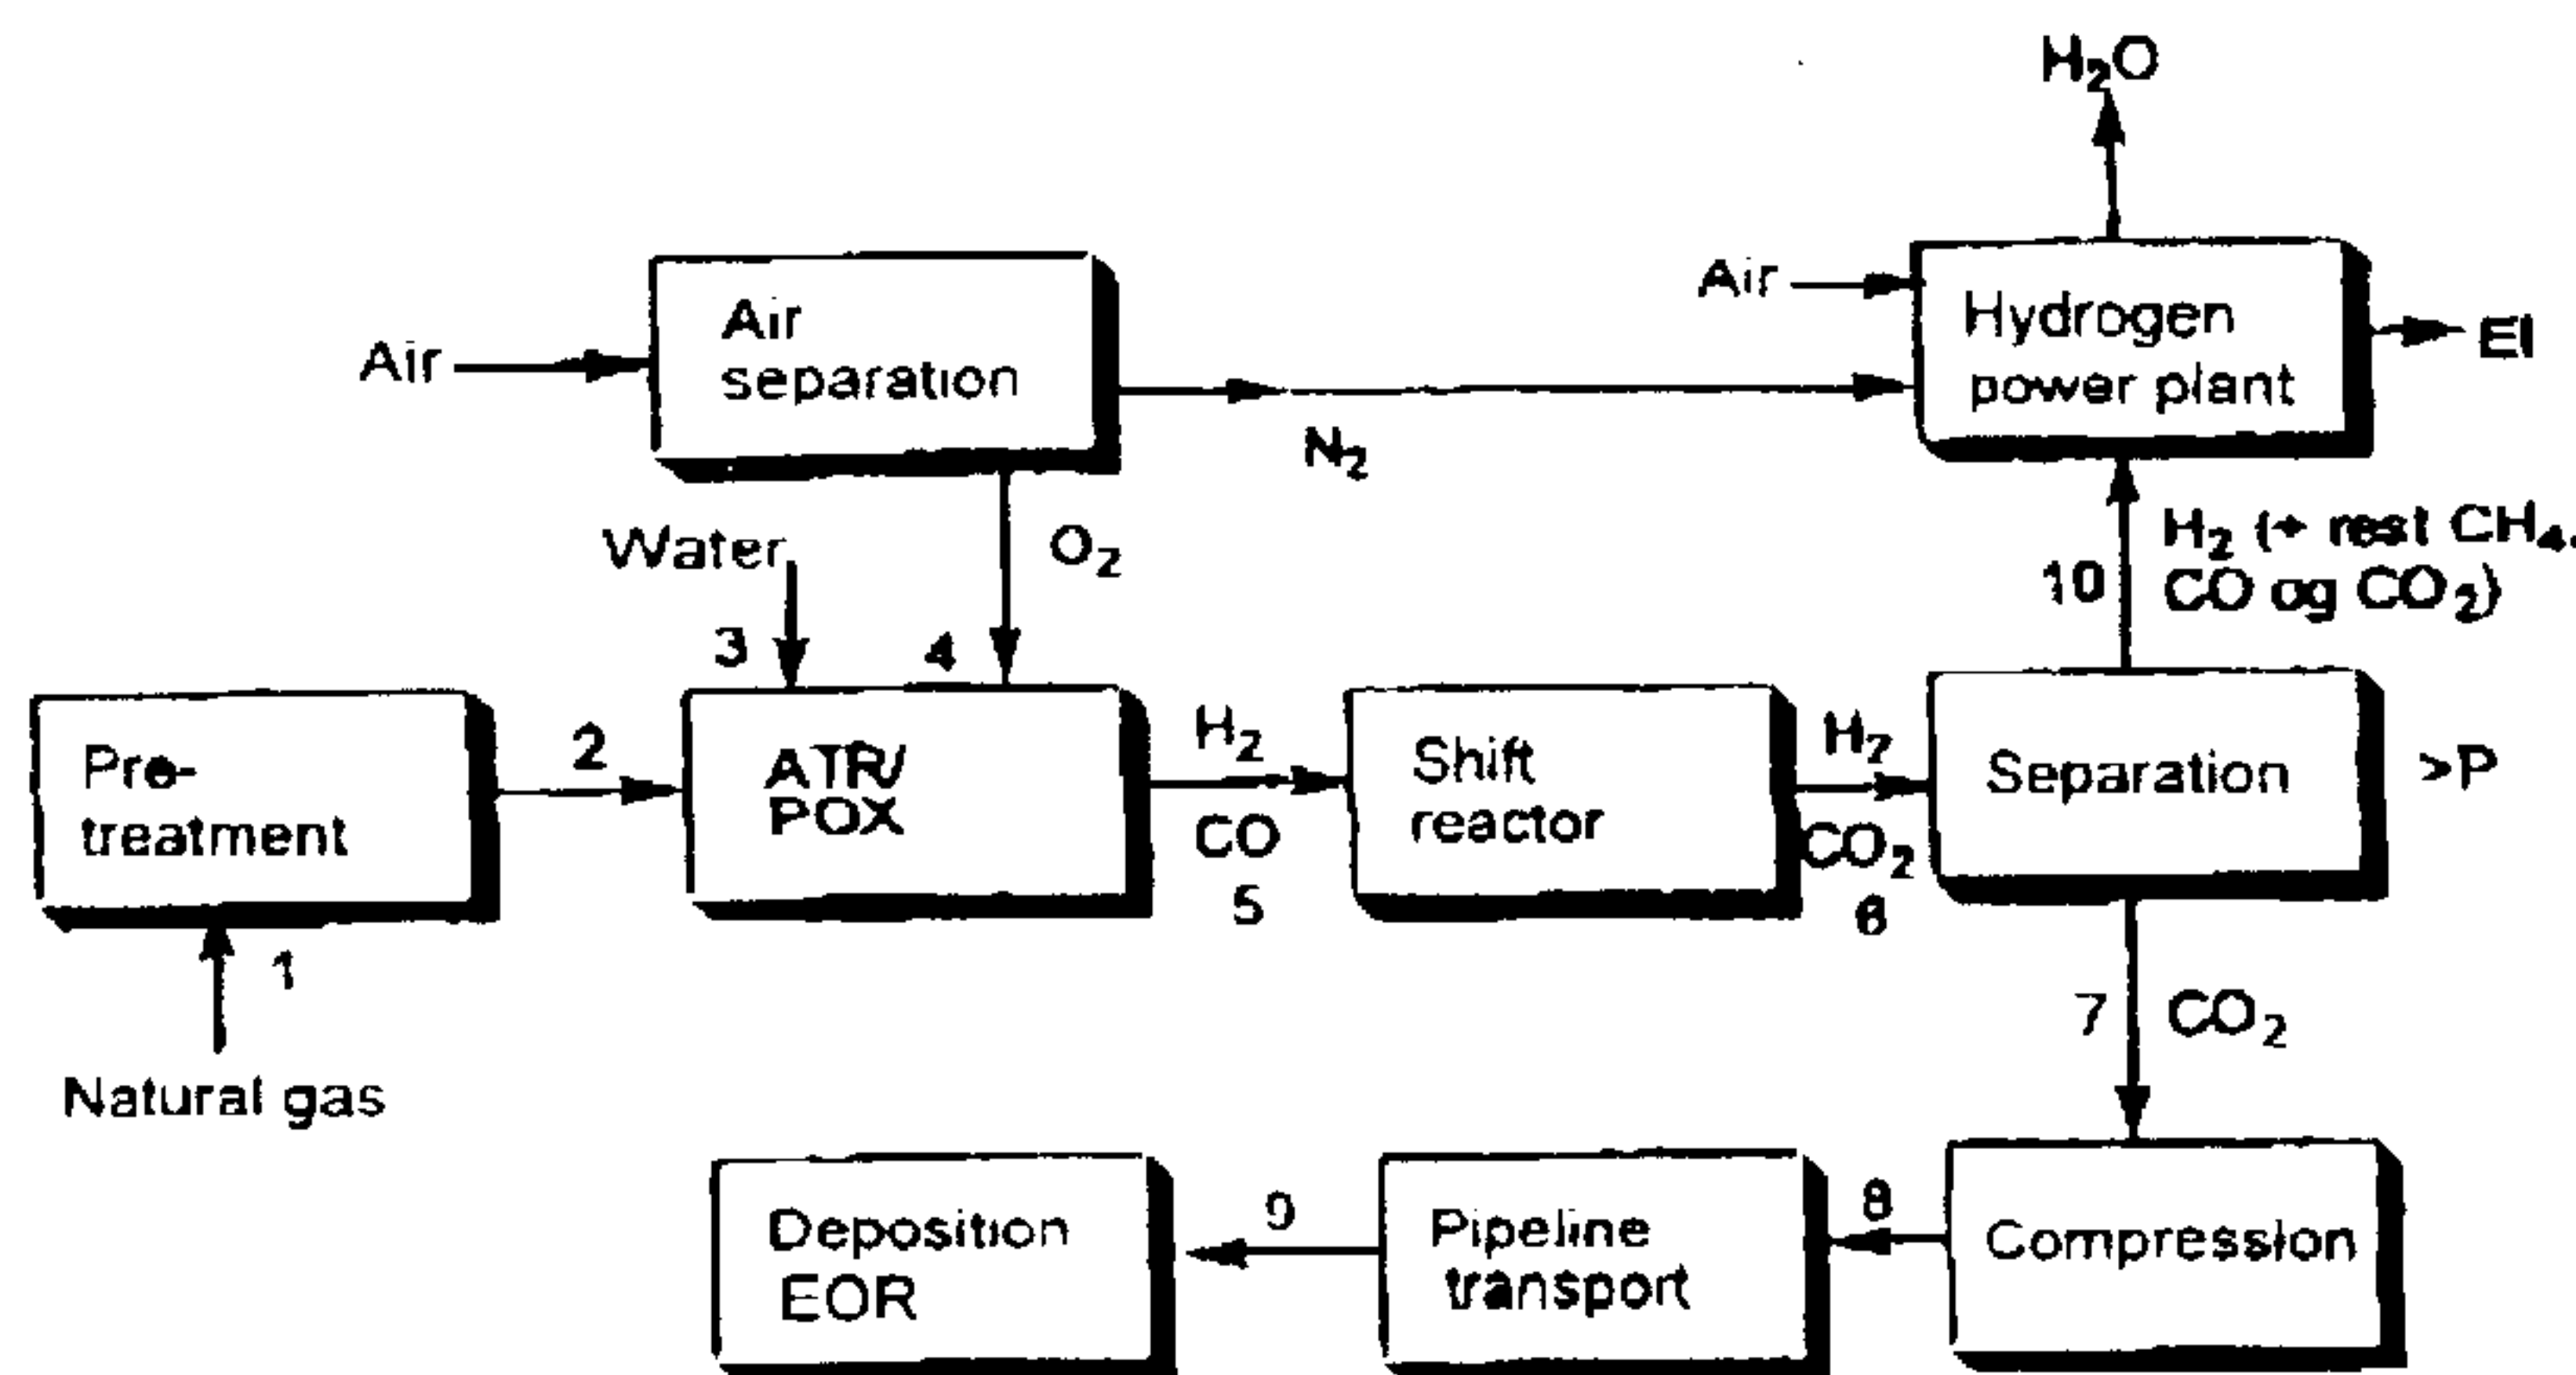 H2O
Air
Air
separation
Air
Hydrogen
power plant
El
N2
Water
O2
H2 (+ rest CH4,
CO og CO2)
10
3
4
Pre-
treatment
2
ATR/
POX
H2
CO
5
Shift
reactor
H2
CO2
6
Separation
>P
1
Natural gas
7
CO2
Deposition
EOR
9
Pipeline
transport
8
Compression